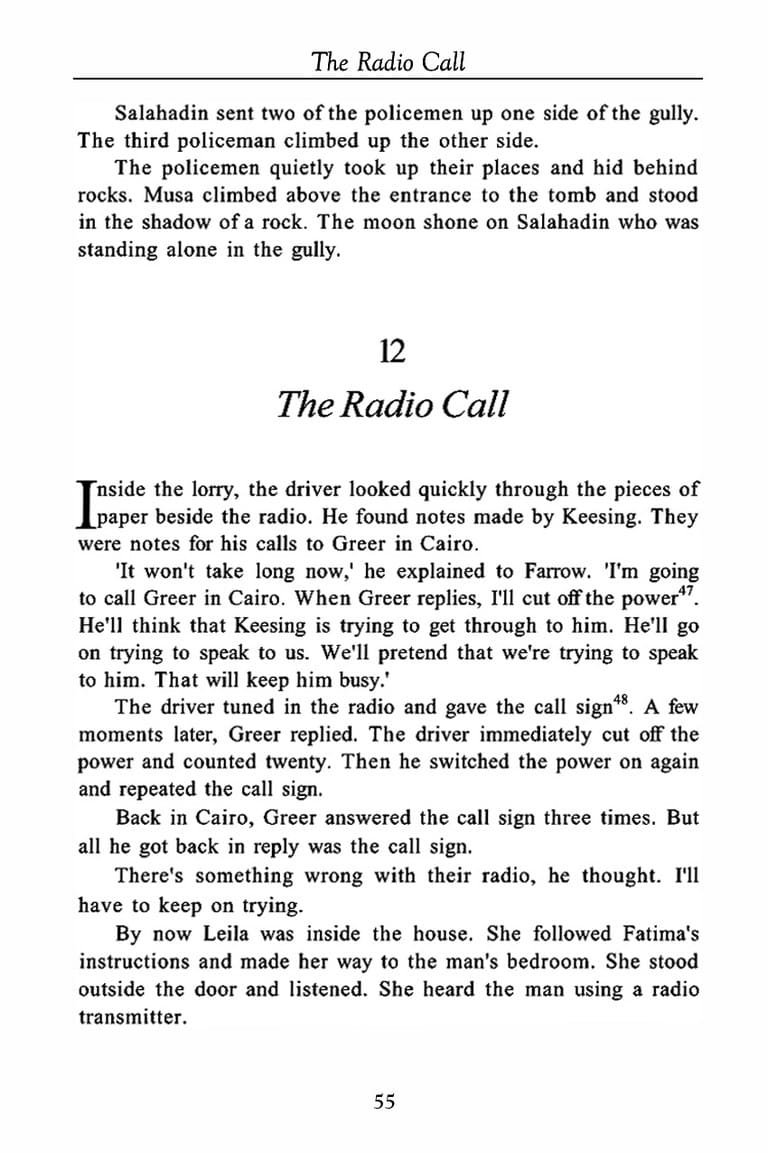 The Radio Call
Salahadin sent two of the policemen up one side of the gully.
The third policeman climbed up the other side.
The policemen quietly took up their places and hid behind
rocks. Musa climbed above the entrance to the tomb and stood
in the shadow of a rock. The moon shone on Salahadin who was
standing alone in the gully.
12
The Radio Call
Inside the lorry, the driver looked quickly through the pieces of
paper beside the radio. He found notes made by Keesing. They
were notes for his calls to Greer in Cairo.
'It won't take long now,' he explained to Farrow. 'I'm going
to call Greer in Cairo. When Greer replies, I'll cut off the power⁴⁷.
He'll think that Keesing is trying to get through to him. He'll go
on trying to speak to us. We'll pretend that we're trying to speak
to him. That will keep him busy.'
The driver tuned in the radio and gave the call sign⁴⁸. A few
moments later, Greer replied. The driver immediately cut off the
power and counted twenty. Then he switched the power on again
and repeated the call sign.
Back in Cairo, Greer answered the call sign three times. But
all he got back in reply was the call sign.
There's something wrong with their radio, he thought. I'll
have to keep on trying.
By now Leila was inside the house. She followed Fatima's
instructions and made her way to the man's bedroom. She stood
outside the door and listened. She heard the man using a radio
transmitter.
55